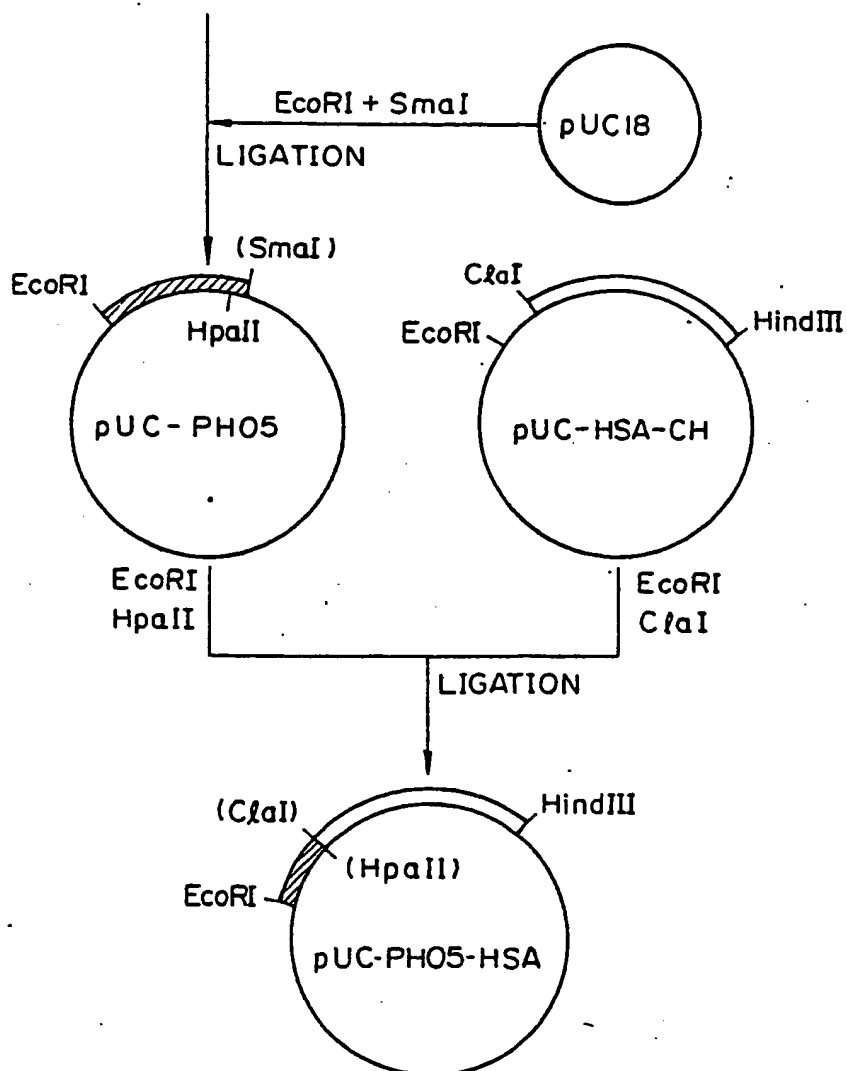 EcoRI + SmaI
pUC18
LIGATION
(SmaI)
EcoRI
HpaII
pUC-PHO5
ClaI
EcoRI
HindIII
pUC-HSA-CH
EcoRI
HpaII
EcoRI
ClaI
LIGATION
(ClaI)
HindIII
(HpaII)
EcoRI
pUC-PHO5-HSA